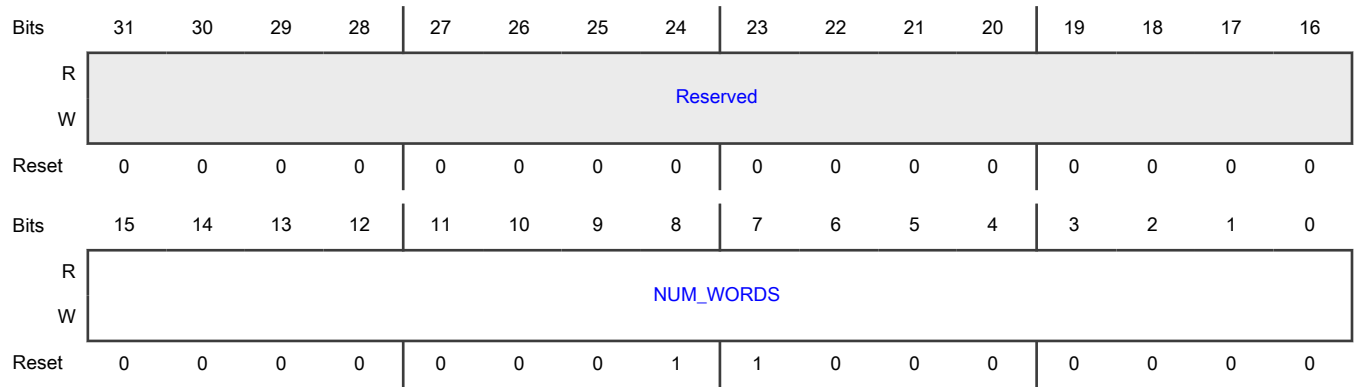 Bits 31 30 29 28 27 26 25 24 23 22 21 20 19 18 17 16
R
Reserved
W
Reset 0 0 0 0 0 0 0 0 0 0 0 0 0 0 0 0
Bits 15 14 13 12 11 10 9 8 7 6 5 4 3 2 1 0
R
NUM_WORDS
W
Reset 0 0 0 0 0 0 0 1 1 0 0 0 0 0 0 0